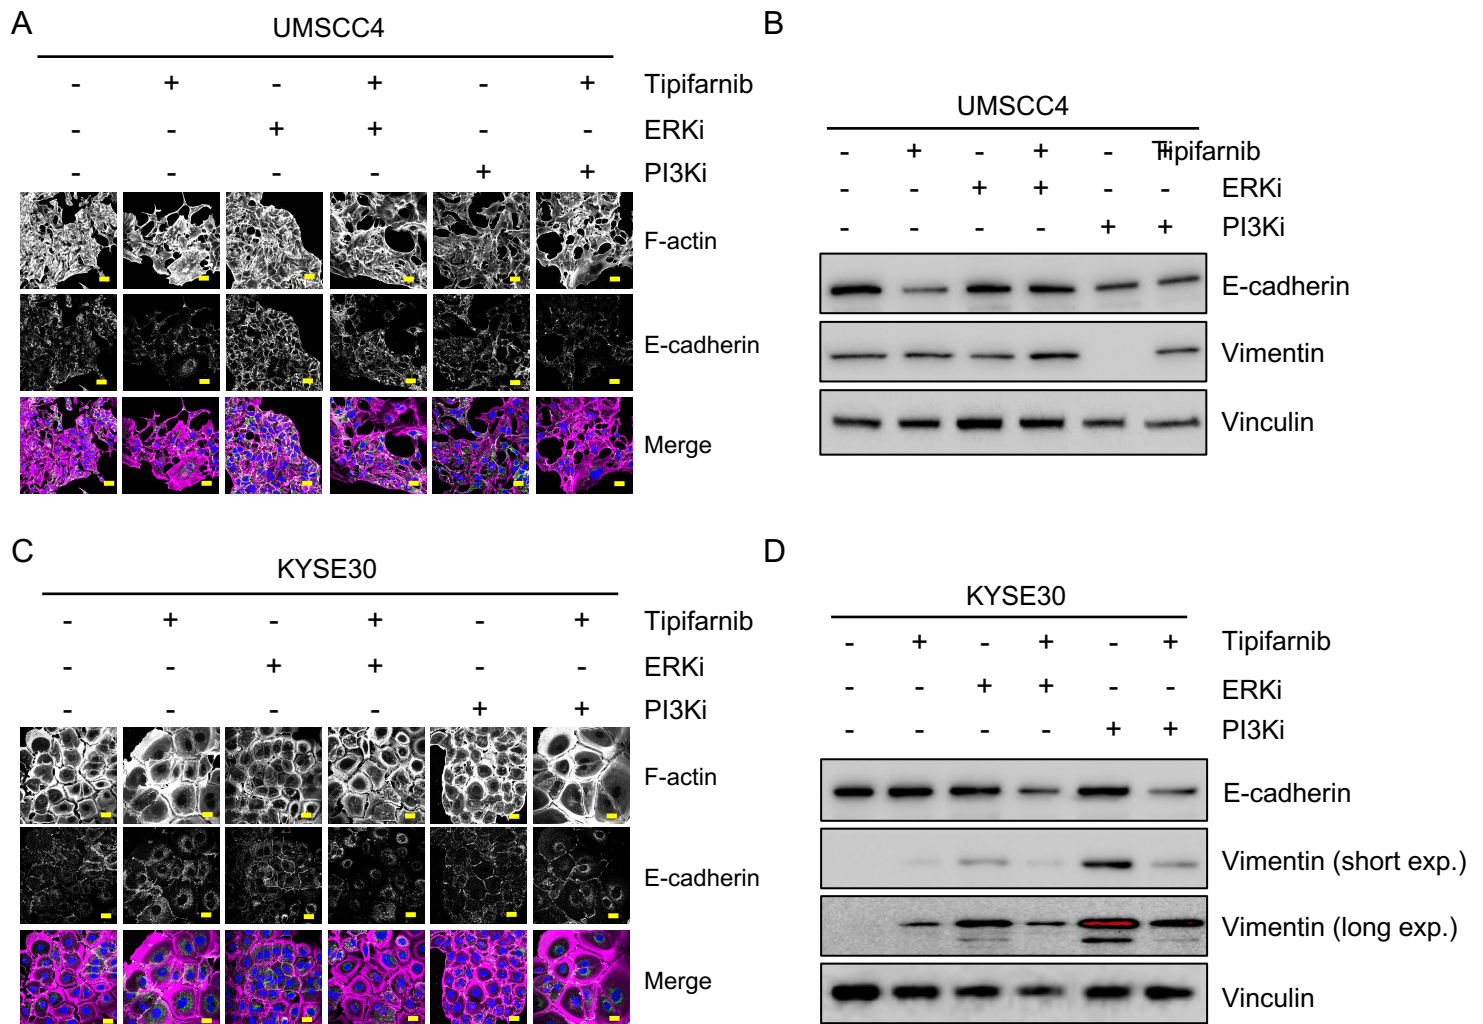 A
UMSCC4
- + - + - + Tipifarnib
- - + + - - ERKi
- - - - + + PI3Ki
F-actin
E-cadherin
Merge
B
UMSCC4
- + - + - + Tipifarnib
- - + + - - ERKi
- - - - + + PI3Ki
E-cadherin
Vimentin
Vinculin
C
KYSE30
- + - + - + Tipifarnib
- - + + - - ERKi
- - - - + + PI3Ki
F-actin
E-cadherin
Merge
D
KYSE30
- + - + - + Tipifarnib
- - + + - - ERKi
- - - - + + PI3Ki
E-cadherin
Vimentin (short exp.)
Vimentin (long exp.)
Vinculin